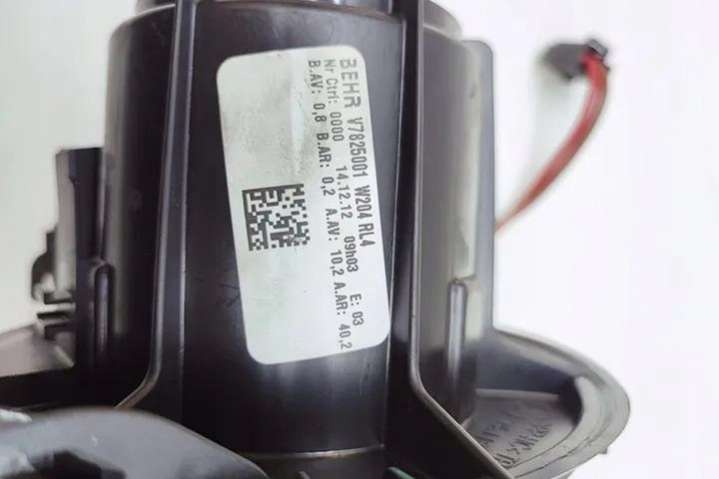 BEHR V7825001 W204 RL4
Nr Ctrl: 0000 14.12.12 09h03 E: 03
B.AV: 0,8 B.AR: 0,2 A.AV: 10,2 A.AR: 40,2